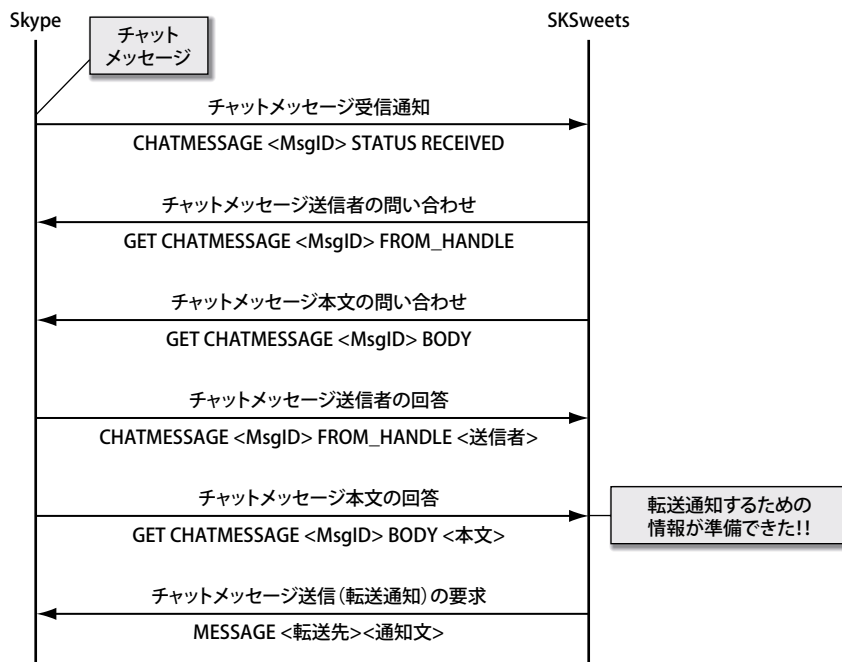 Skype
SKSweets
チャット
メッセージ
チャットメッセージ受信通知
CHATMESSAGE <MsgID> STATUS RECEIVED
チャットメッセージ送信者の問い合わせ
GET CHATMESSAGE <MsgID> FROM_HANDLE
チャットメッセージ本文の問い合わせ
GET CHATMESSAGE <MsgID> BODY
チャットメッセージ送信者の回答
CHATMESSAGE <MsgID> FROM_HANDLE <送信者>
チャットメッセージ本文の回答
GET CHATMESSAGE <MsgID> BODY <本文>
転送通知するための
情報が準備できた!!
チャットメッセージ送信(転送通知)の要求
MESSAGE <転送先><通知文>